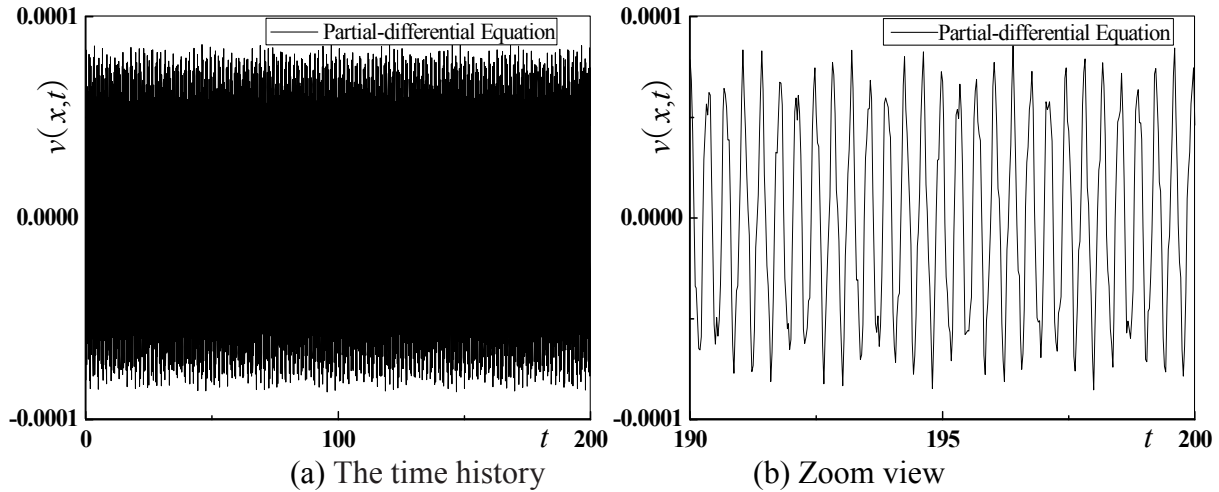 0.0001
Partial-differential Equation
v(x,t)
0.0000
-0.0001
0
100
t
200
(a) The time history
0.0001
Partial-differential Equation
v(x,t)
0.0000
-0.0001
190
195
t
200
(b) Zoom view